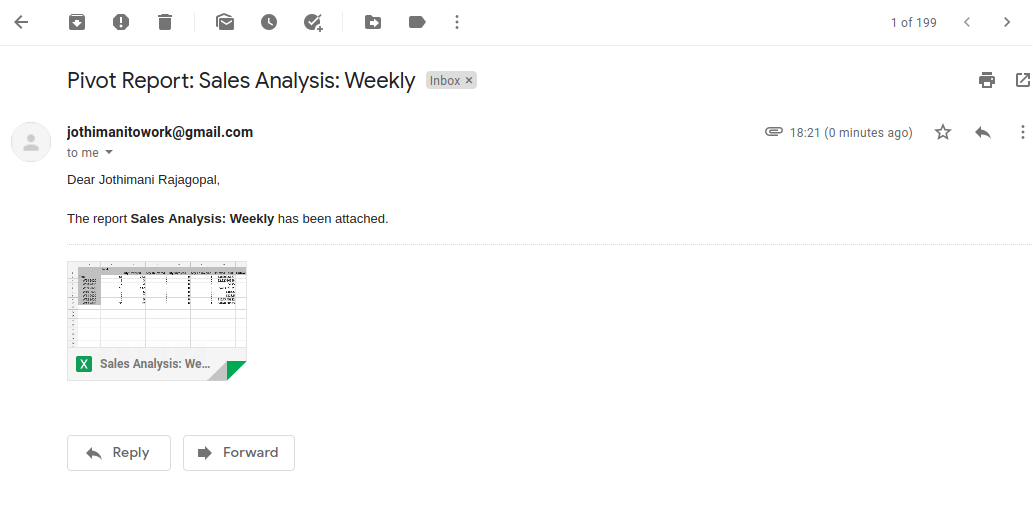 1 of 199
Pivot Report: Sales Analysis: Weekly Inbox ×
jothimanitowork@gmail.com 18:21 (0 minutes ago)
to me
Dear Jothimani Rajagopal,
The report Sales Analysis: Weekly has been attached.
X Sales Analysis: We...
Reply Forward